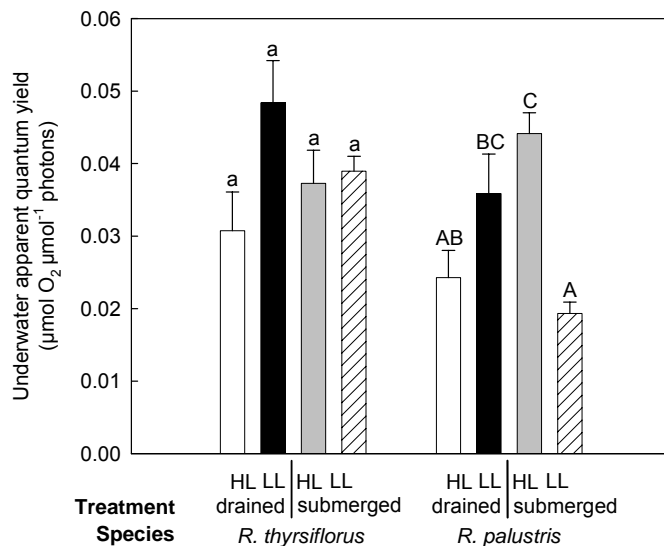 Underwater apparent quantum yield
(µmol O₂ µmol⁻¹ photons)
0.06
0.05
0.04
0.03
0.02
0.01
0.00
a
a
a
a
AB
BC
C
A
HL LL HL LL HL LL HL LL
Treatment drained submerged drained submerged
Species R. thyrsiflorus R. palustris